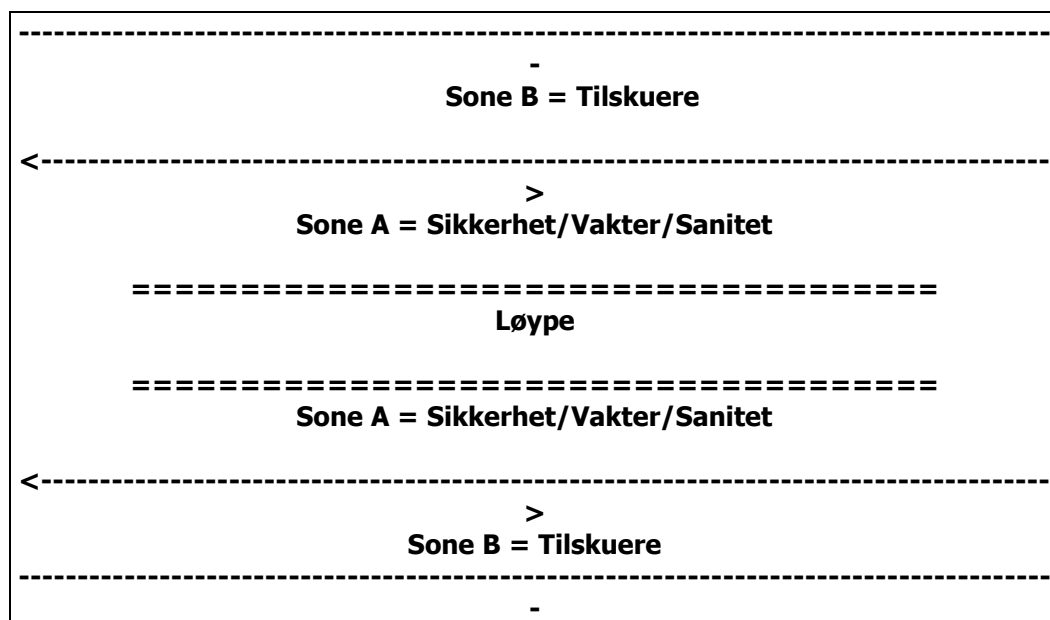 ----------------------------------------------------------------------------------------
-
Sone B = Tilskuere
<---------------------------------------------------------------------------------------
>
Sone A = Sikkerhet/Vakter/Sanitet
=====================================
Løype
=====================================
Sone A = Sikkerhet/Vakter/Sanitet
<---------------------------------------------------------------------------------------
>
Sone B = Tilskuere
----------------------------------------------------------------------------------------
-